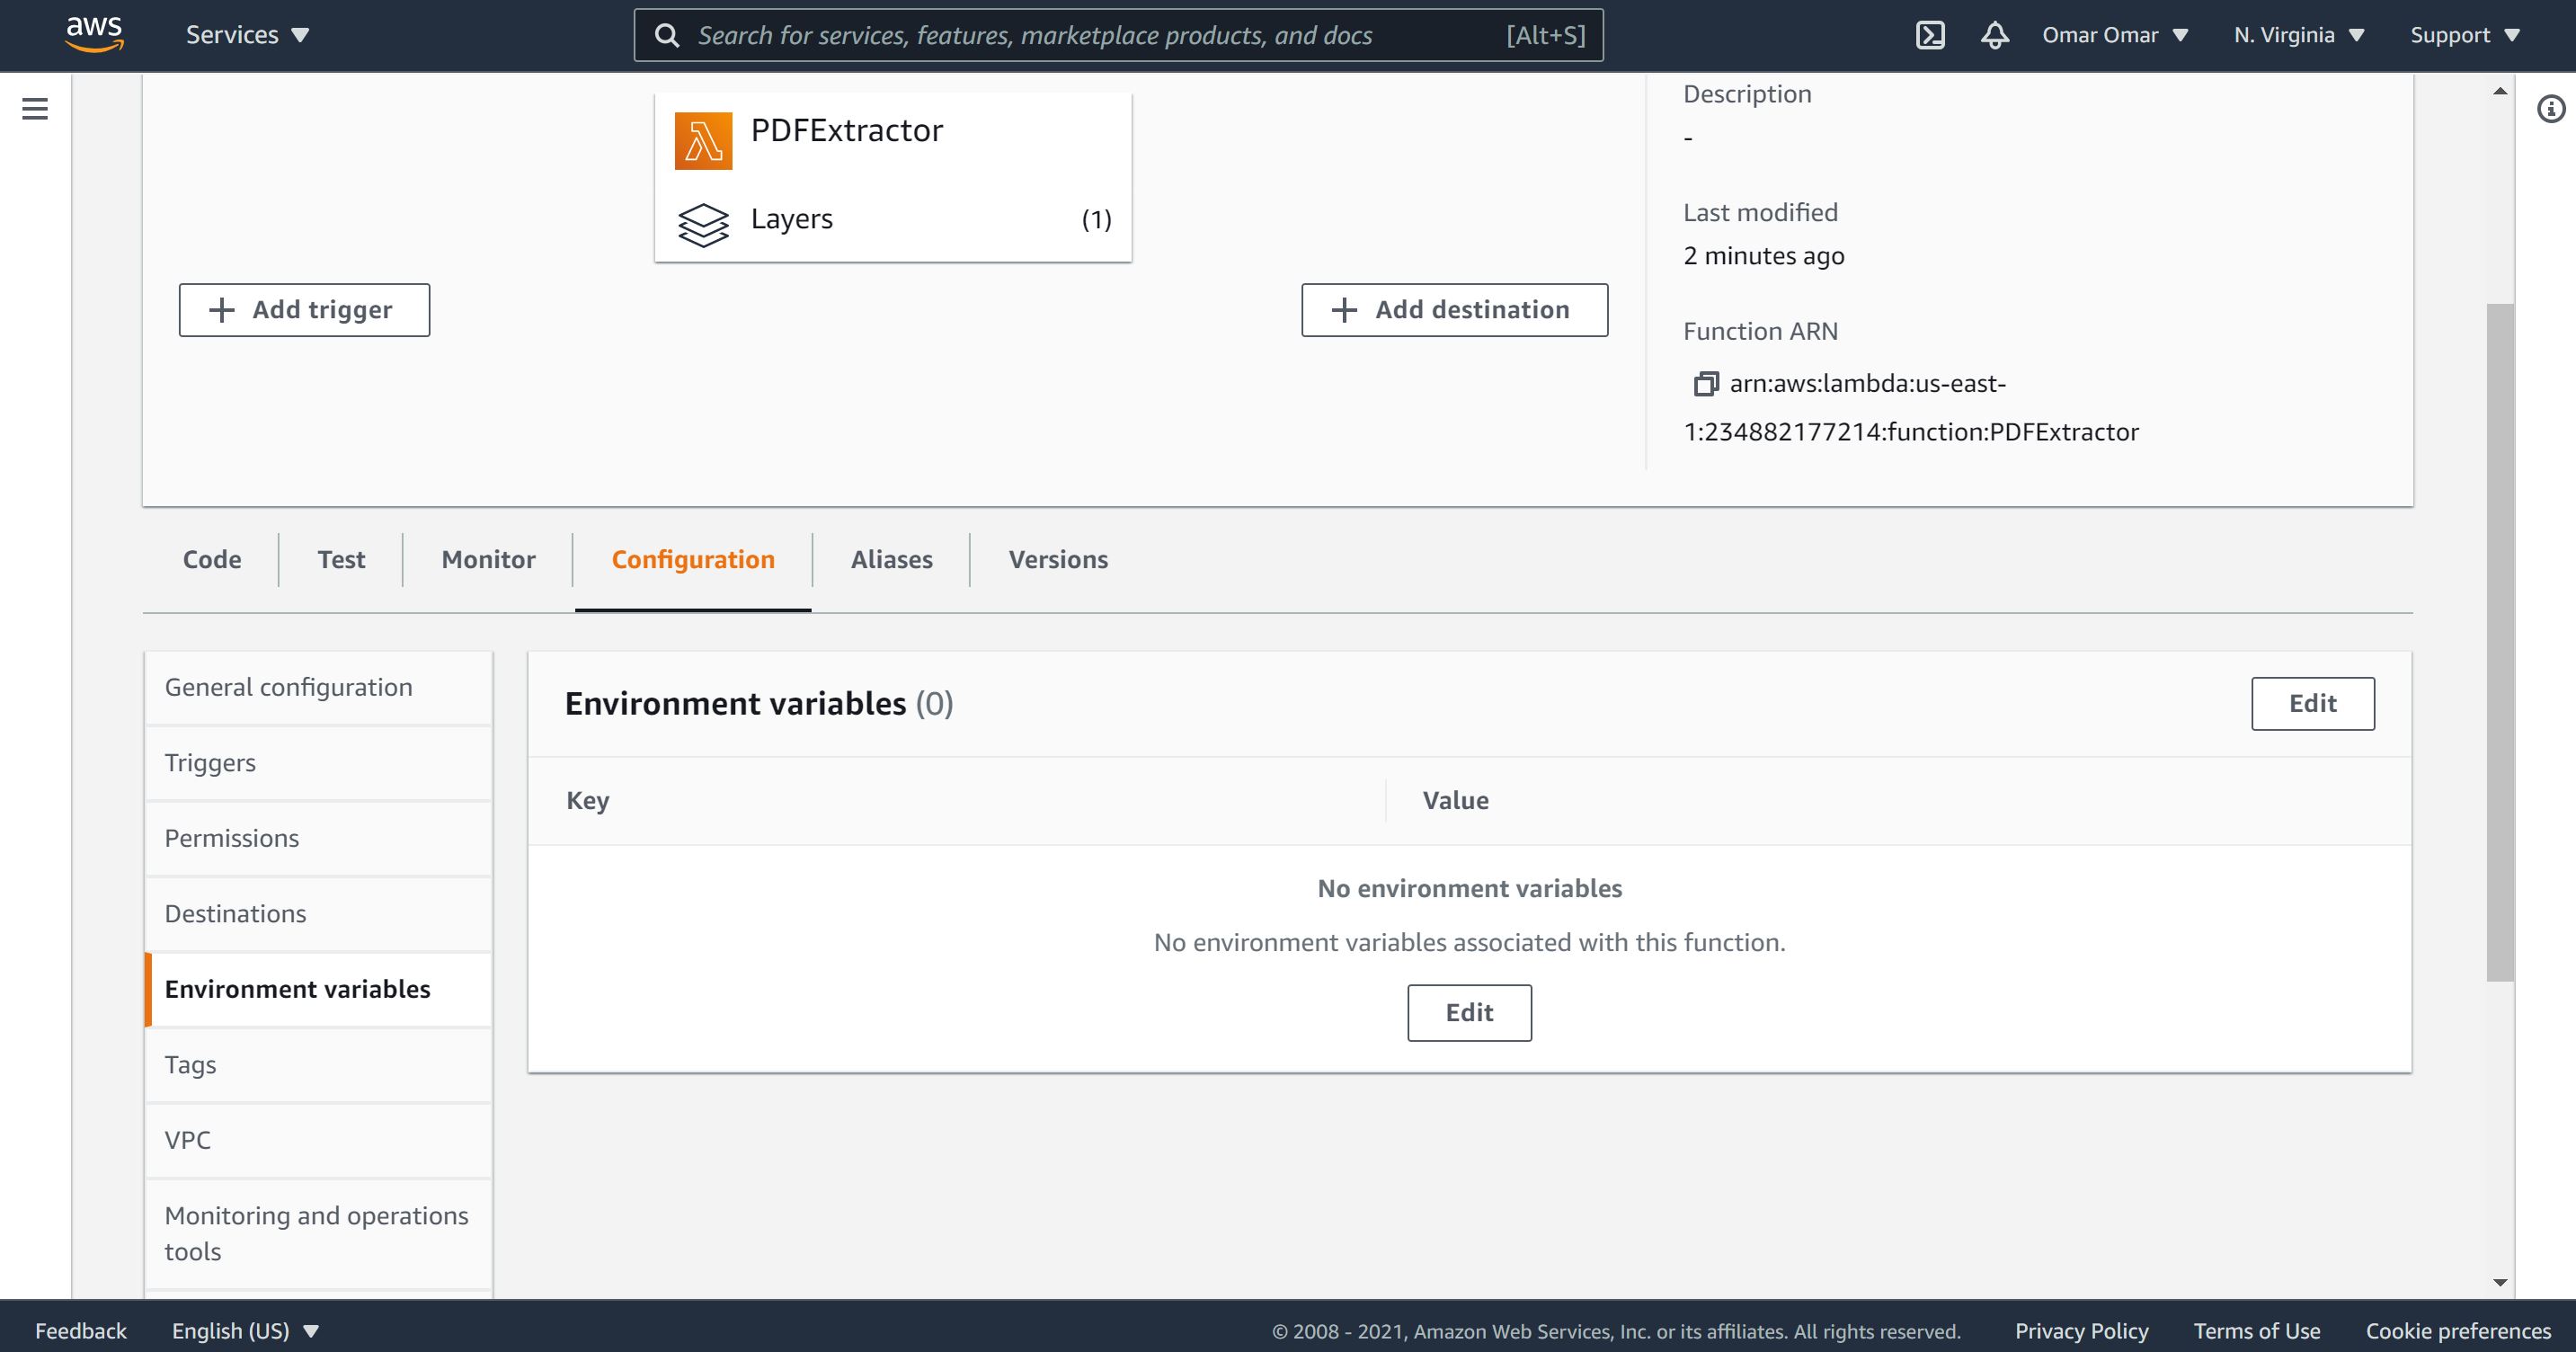 aws
Services
Search for services, features, marketplace products, and docs
[Alt+S]
Omar Omar
N. Virginia
Support
PDFExtractor
Layers
(1)
Add trigger
Add destination
Description
-
Last modified
2 minutes ago
Function ARN
arn:aws:lambda:us-east-
1:234882177214:function:PDFExtractor
Code
Test
Monitor
Configuration
Aliases
Versions
General configuration
Triggers
Permissions
Destinations
Environment variables
Tags
VPC
Monitoring and operations
tools
Environment variables (0)
Edit
Key
Value
No environment variables
No environment variables associated with this function.
Edit
Feedback
English (US)
© 2008 - 2021, Amazon Web Services, Inc. or its affiliates. All rights reserved.
Privacy Policy
Terms of Use
Cookie preferences